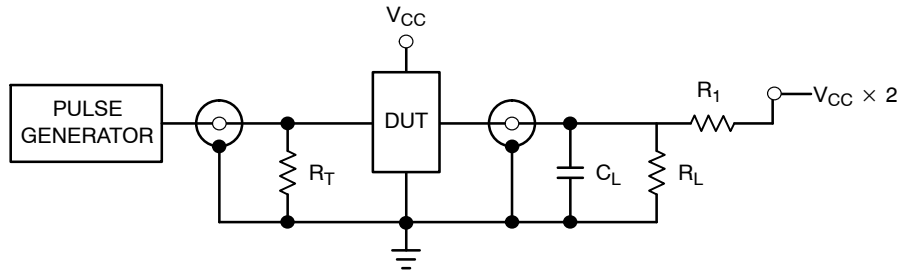 V_CC
PULSE
GENERATOR
DUT
R_T
C_L
R_L
R_1
V_CC × 2